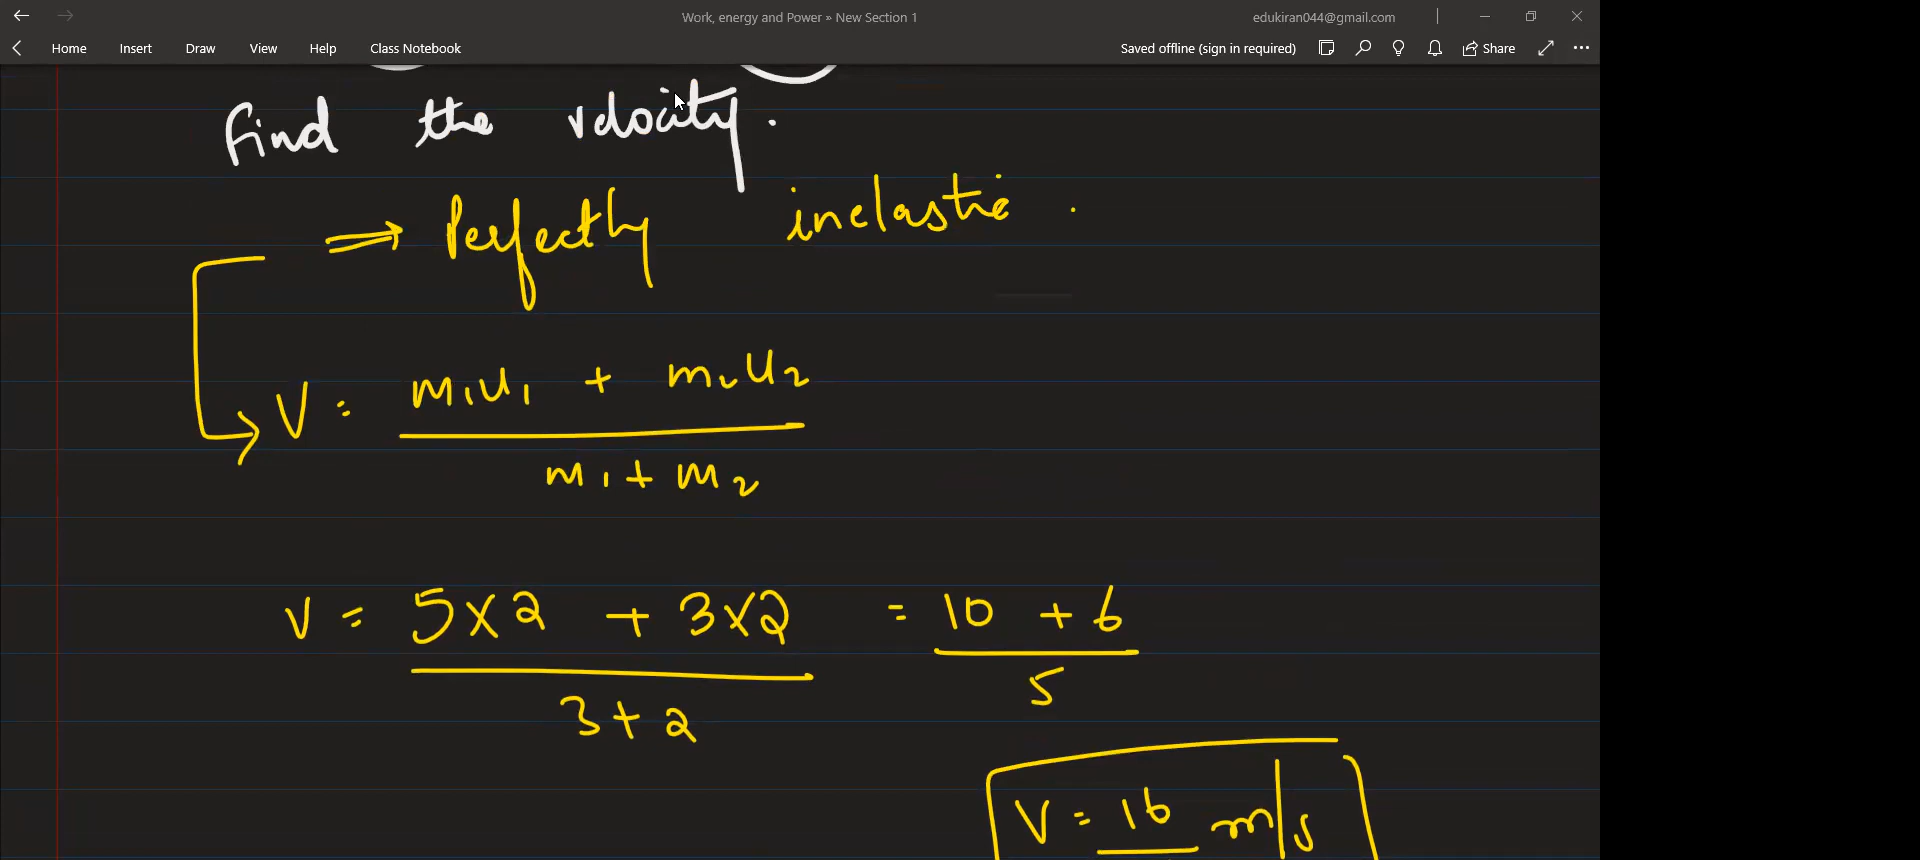 Work, energy and Power » New Section 1
edukiran044@gmail.com
Home Insert Draw View Help Class Notebook
Saved offline (sign in required) Share
find the velocity.
⇒ Perfectly inelastic .
V = m₁u₁ + m₂u₂
m₁ + m₂
V = 5×2 + 3×2 = 10 + 6
3+2 5
V = 16 m/s